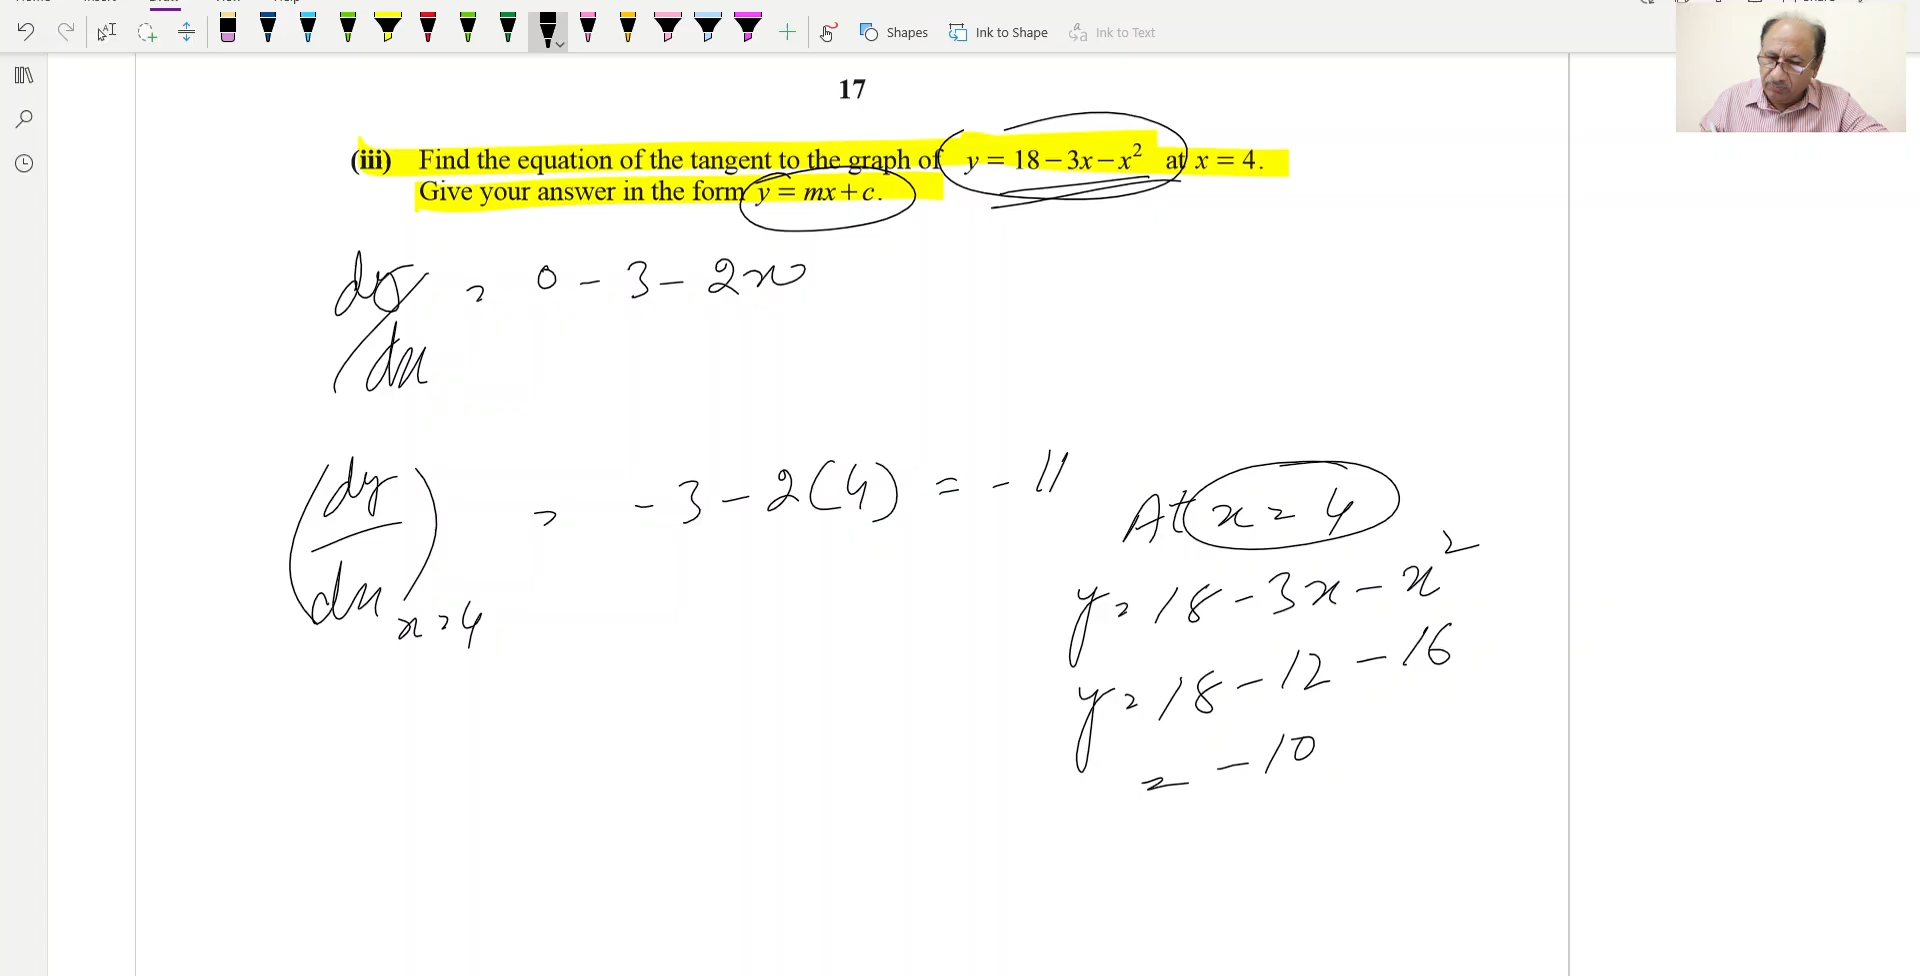 Shapes
Ink to Shape
Ink to Text
17
(iii) Find the equation of the tangent to the graph of y = 18 – 3x – x² at x = 4.
Give your answer in the form y = mx + c.
dy/dx = 0 - 3 - 2x
(dy/dx) x=4 = -3 - 2(4) = -11
At x = 4
y = 18 - 3x - x²
y = 18 - 12 - 16
= -10